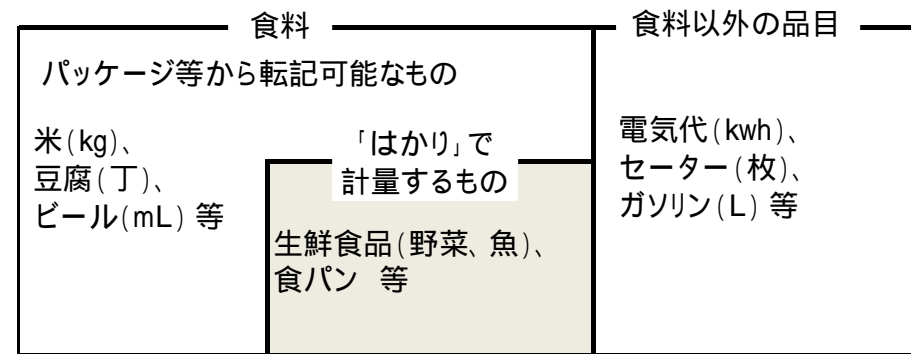 食料
パッケージ等から転記可能なもの
米(kg)、
豆腐(丁)、
ビール(mL) 等
「はかり」で
計量するもの
生鮮食品(野菜、魚)、
食パン 等
食料以外の品目
電気代(kwh)、
セーター(枚)、
ガソリン(L) 等